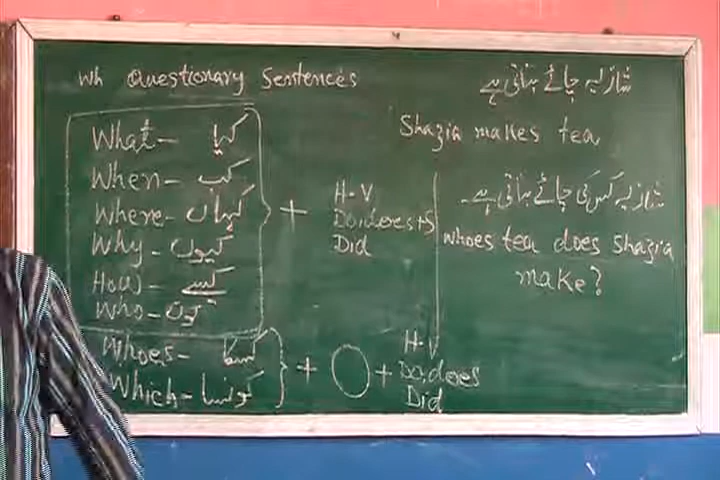 Wh Questionary Sentences
What - کیا
When - کب
Where - کہاں
Why - کیوں
How - کیسے
Who - کون
+
H-V
Do, does+s
Did
Whoes - کسکا
Which - کونسا
+ +
H-V
Do, does
Did
شازیہ چائے بناتی ہے
Shazia makes tea
شازیہ کس کی چائے بناتی ہے۔
whoes tea does Shazia
make?